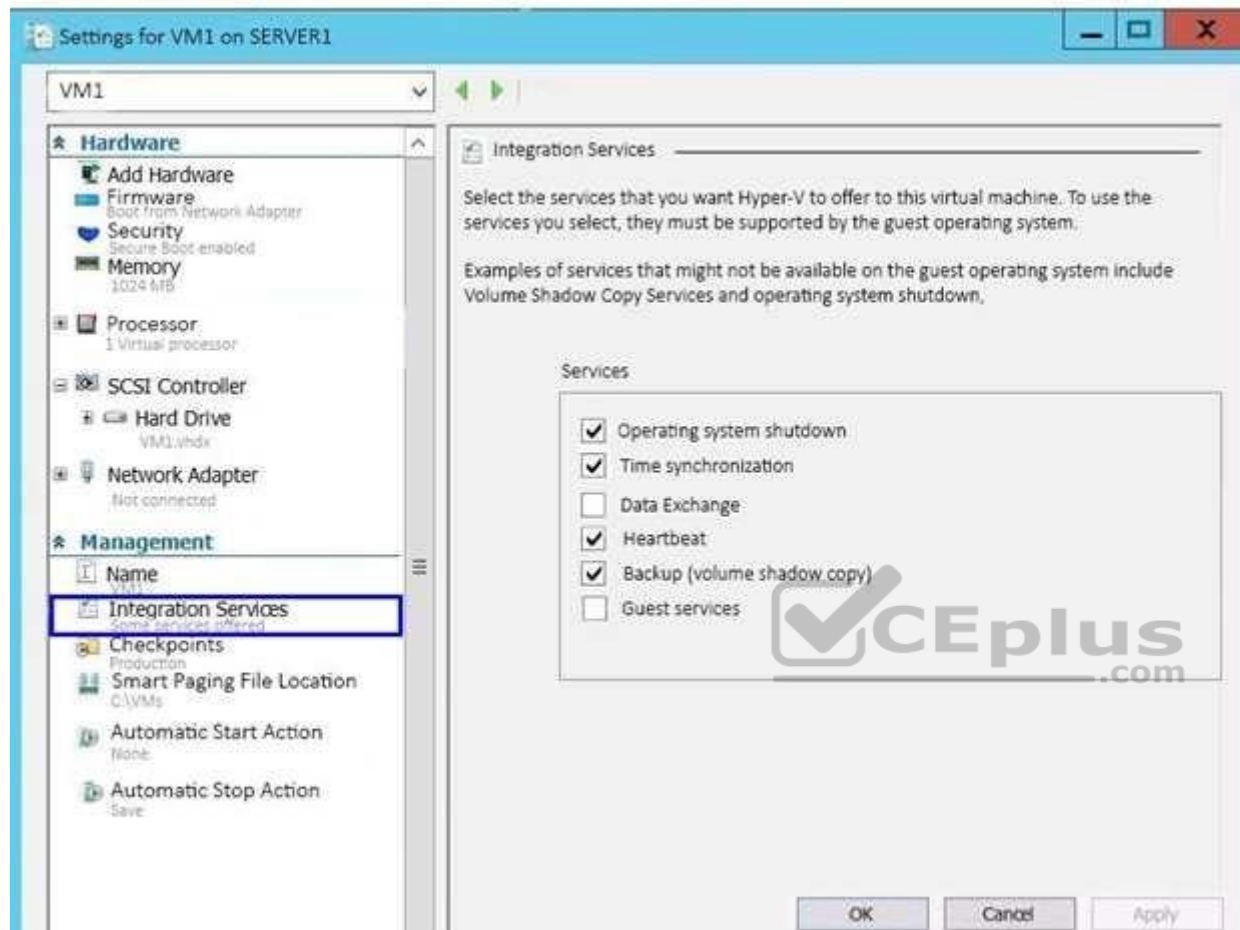 Settings for VM1 on SERVER1
X
VM1
Hardware
Add Hardware
Firmware
Boot from Network Adapter
Security
Secure Boot enabled
Memory
1024 MB
Processor
1 Virtual processor
SCSI Controller
Hard Drive
VM1.vhdx
Network Adapter
Not connected
Management
Name
VM1
Integration Services
Some services offered
Checkpoints
Production
Smart Paging File Location
C:\VMs
Automatic Start Action
None
Automatic Stop Action
Save
Integration Services
Select the services that you want Hyper-V to offer to this virtual machine. To use the
services you select, they must be supported by the guest operating system.
Examples of services that might not be available on the guest operating system include
Volume Shadow Copy Services and operating system shutdown,
Services
Operating system shutdown
Time synchronization
Data Exchange
Heartbeat
Backup (volume shadow copy)
Guest services
CEplus
.com
OK
Cancel
Apply